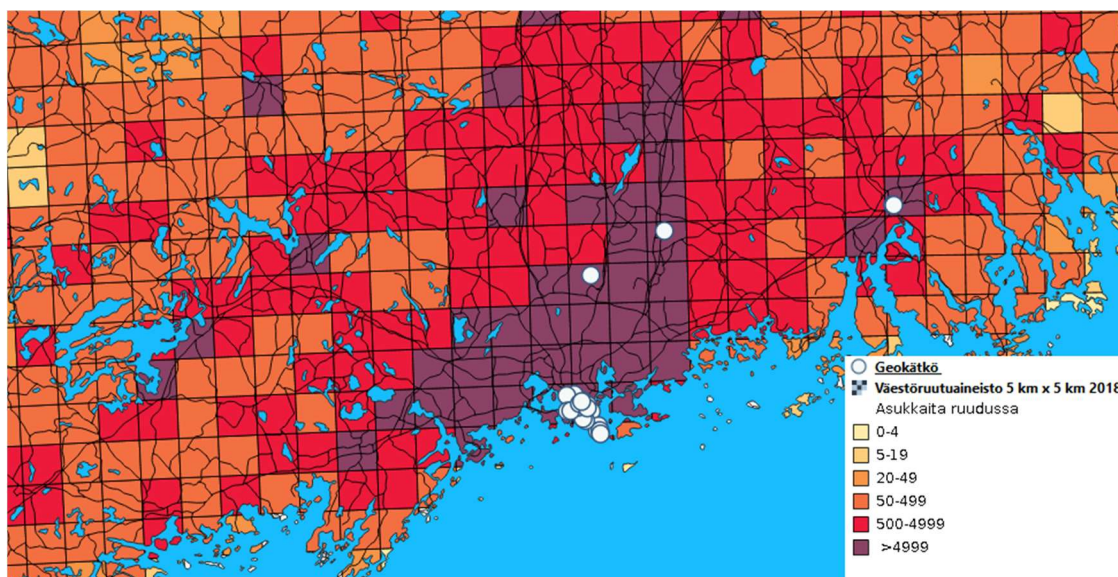 Geokätkö
Väestöruutuaineisto 5 km x 5 km 2018
Asukkaita ruudussa
0-4
5-19
20-49
50-499
500-4999
>4999